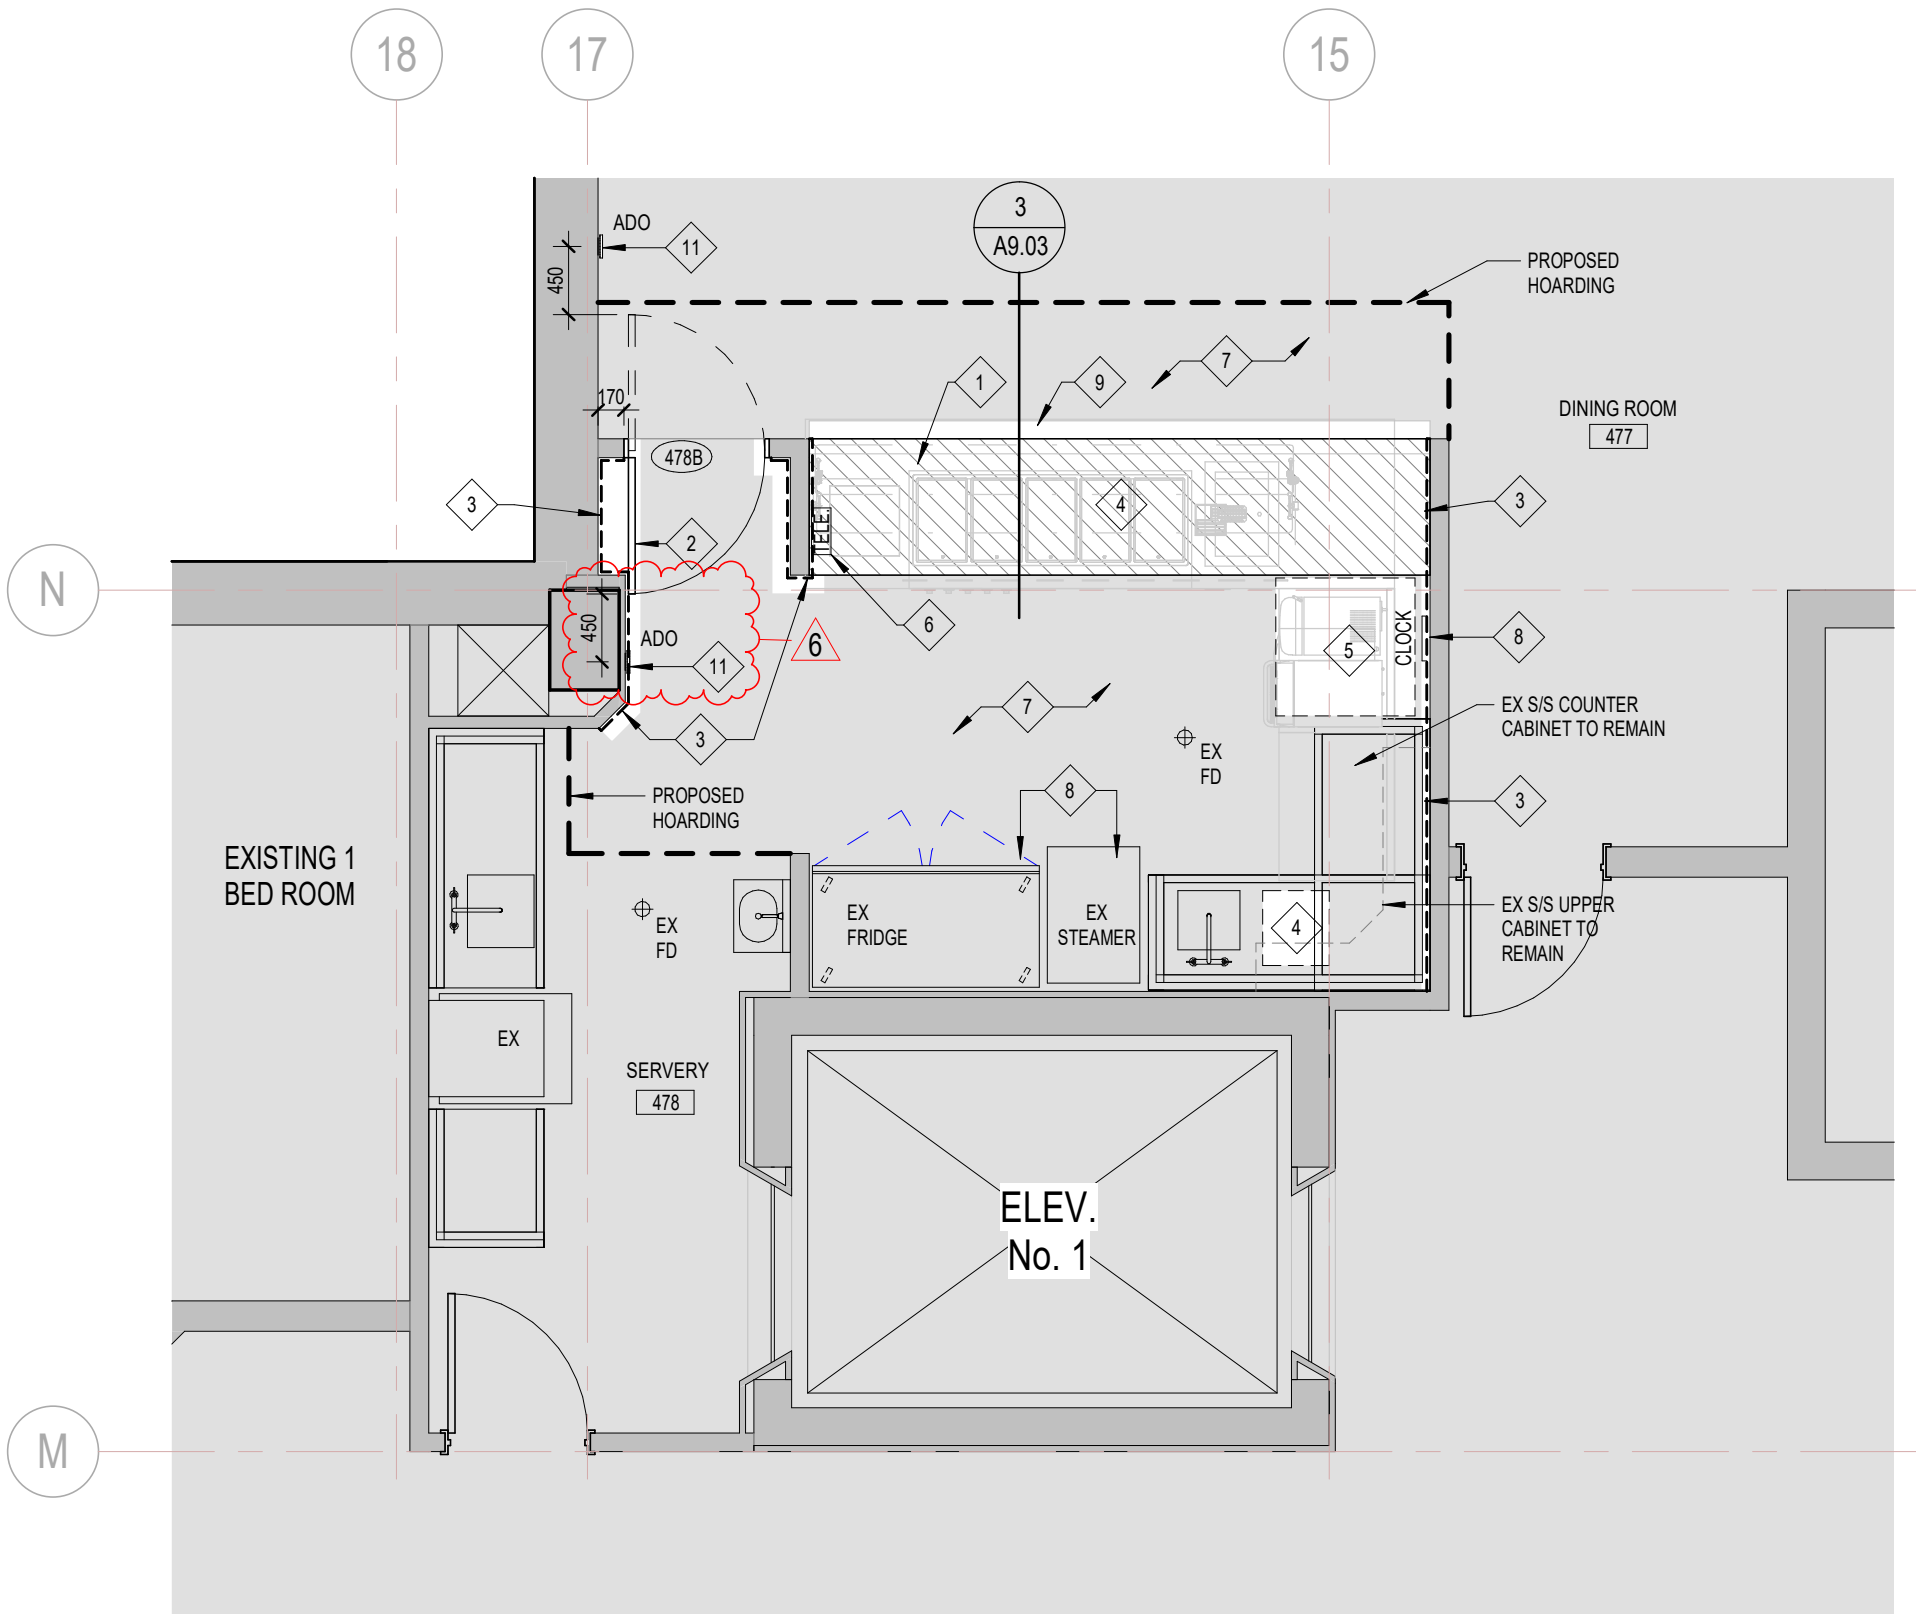 18
17
15
3
A9.03
ADO
11
450
PROPOSED
HOARDING
7
170
1
9
DINING ROOM
477
478B
3
4
3
TELE.
2
N
6
450
ADO
6
11
5
CLOCK
8
7
3
EX S/S COUNTER
CABINET TO REMAIN
EX
FD
PROPOSED
HOARDING
8
3
EXISTING 1
BED ROOM
EX
FD
EX
FRIDGE
EX
STEAMER
4
EX S/S UPPER
CABINET TO
REMAIN
EX
SERVERY
478
ELEV.
No. 1
M